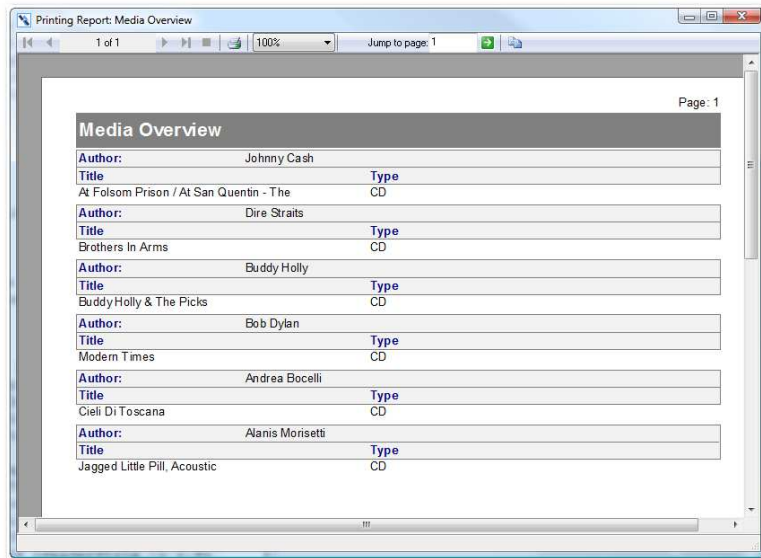 Printing Report: Media Overview
1 of 1 100% Jump to page: 1
Page: 1
Media Overview
Author: Johnny Cash
Title Type
At Folsom Prison / At San Quentin - The CD
Author: Dire Straits
Title Type
Brothers In Arms CD
Author: Buddy Holly
Title Type
Buddy Holly & The Picks CD
Author: Bob Dylan
Title Type
Modern Times CD
Author: Andrea Bocelli
Title Type
Cieli Di Toscana CD
Author: Alanis Morisetti
Title Type
Jagged Little Pill, Acoustic CD